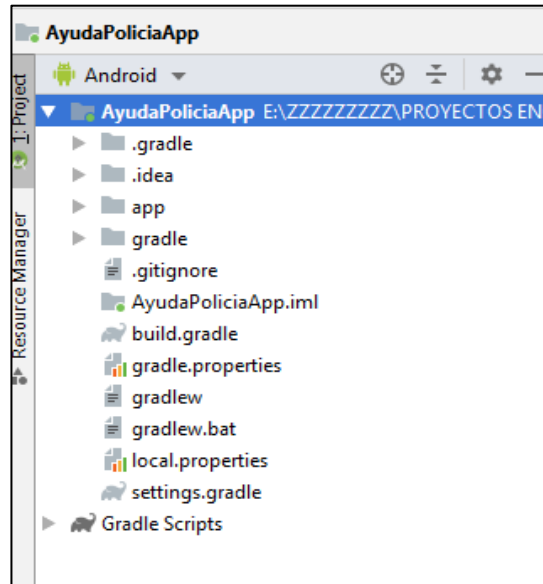 AyudaPoliciaApp
Android
AyudaPoliciaApp E:\ZZZZZZZZZ\PROYECTOS EN
.gradle
.idea
app
gradle
.gitignore
AyudaPoliciaApp.iml
build.gradle
gradle.properties
gradlew
gradlew.bat
local.properties
settings.gradle
Gradle Scripts
1: Project
Resource Manager